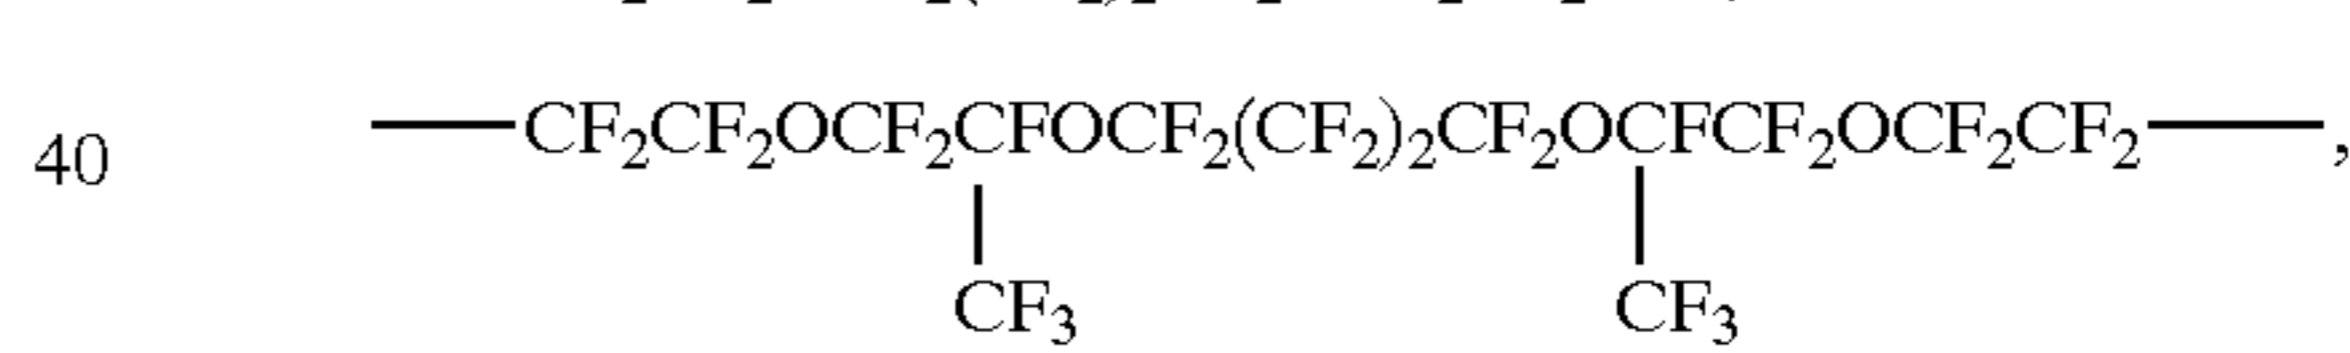 40 —CF₂CF₂OCF₂CFOCF₂(CF₂)₂CF₂OCFCF₂OCF₂CF₂—,
CF₃ CF₃